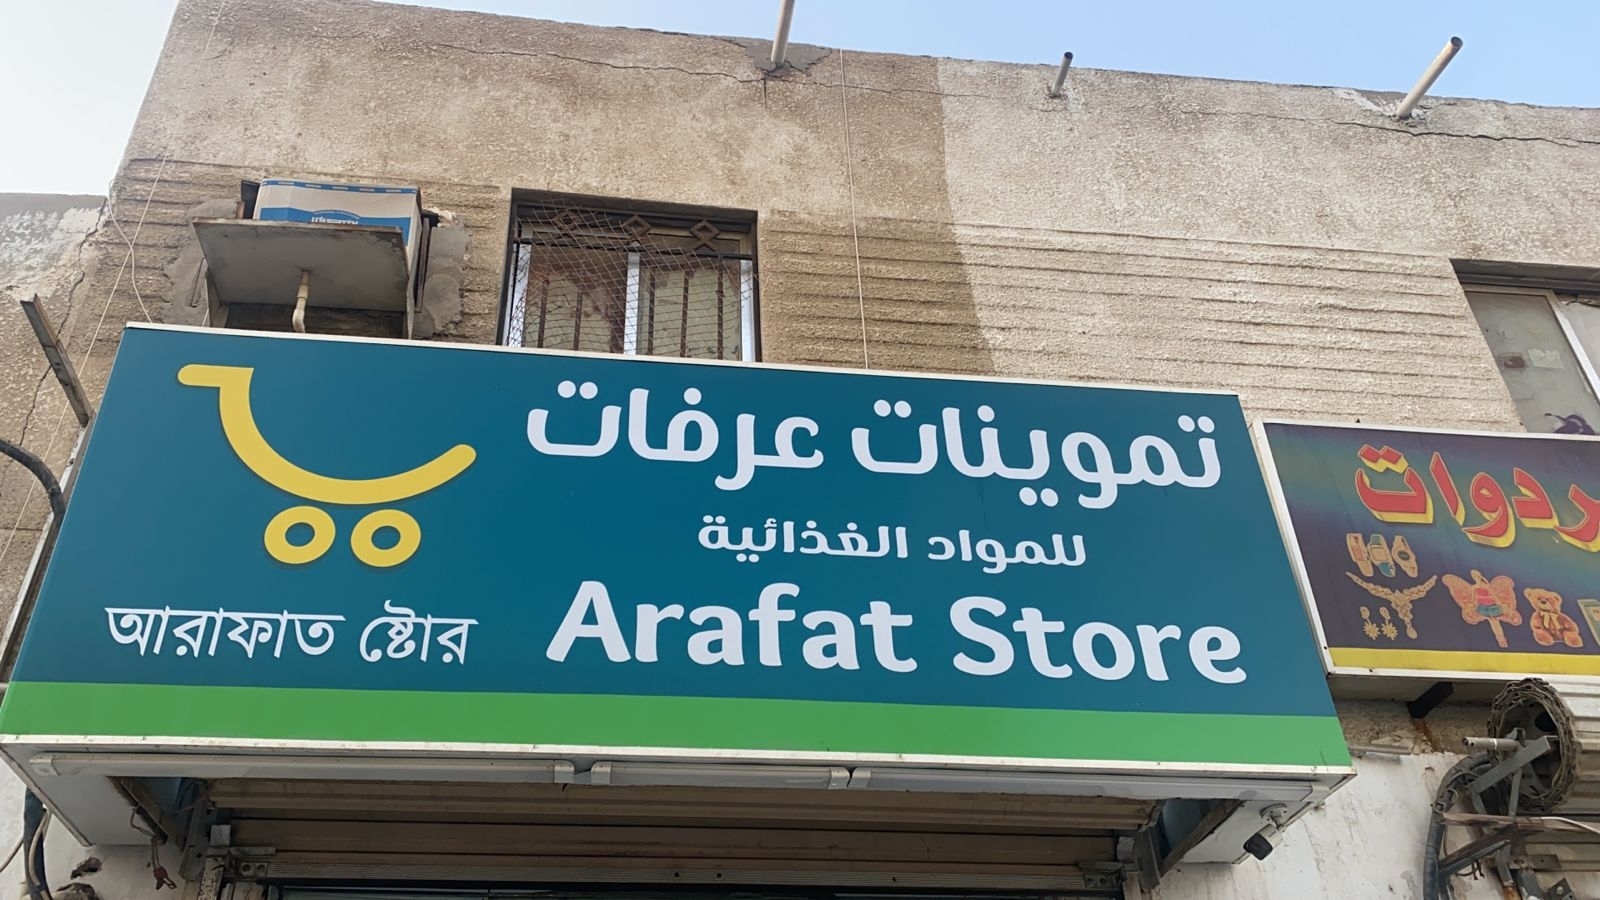 تموينات عرفات
للمواد الغذائية
Arafat Store
আরাফাত ষ্টোর